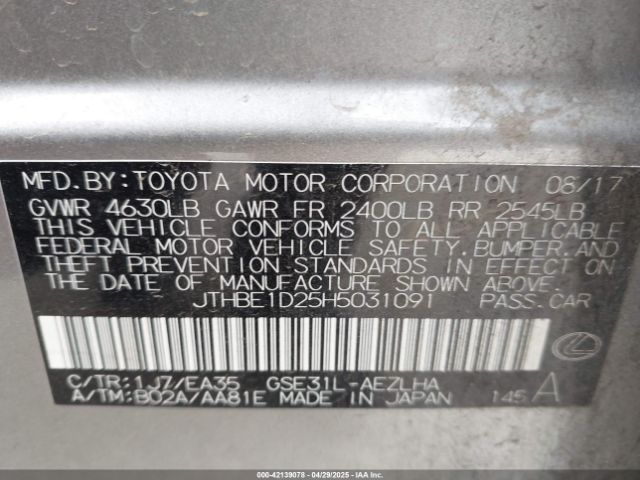 MFD.BY:TOYOTA MOTOR CORPORATION 08/17
GVWR 4630LB GAWR FR 2400LB RR 2545LB
THIS VEHICLE CONFORMS TO ALL APPLICABLE
FEDERAL MOTOR VEHICLE SAFETY,BUMPER,AND
THEFT PREVENTION STANDARDS IN EFFECT ON
THE DATE OF MANUFACTURE SHOWN ABOVE.
JTHBE1D25H5031091 PASS.CAR
C/TR:1J7/EA35 GSE31L-AEZLHA
A/TM:B02A/AA81E MADE IN JAPAN 145 A
000-42139078 04/29/2025 IAA Inc. (C)